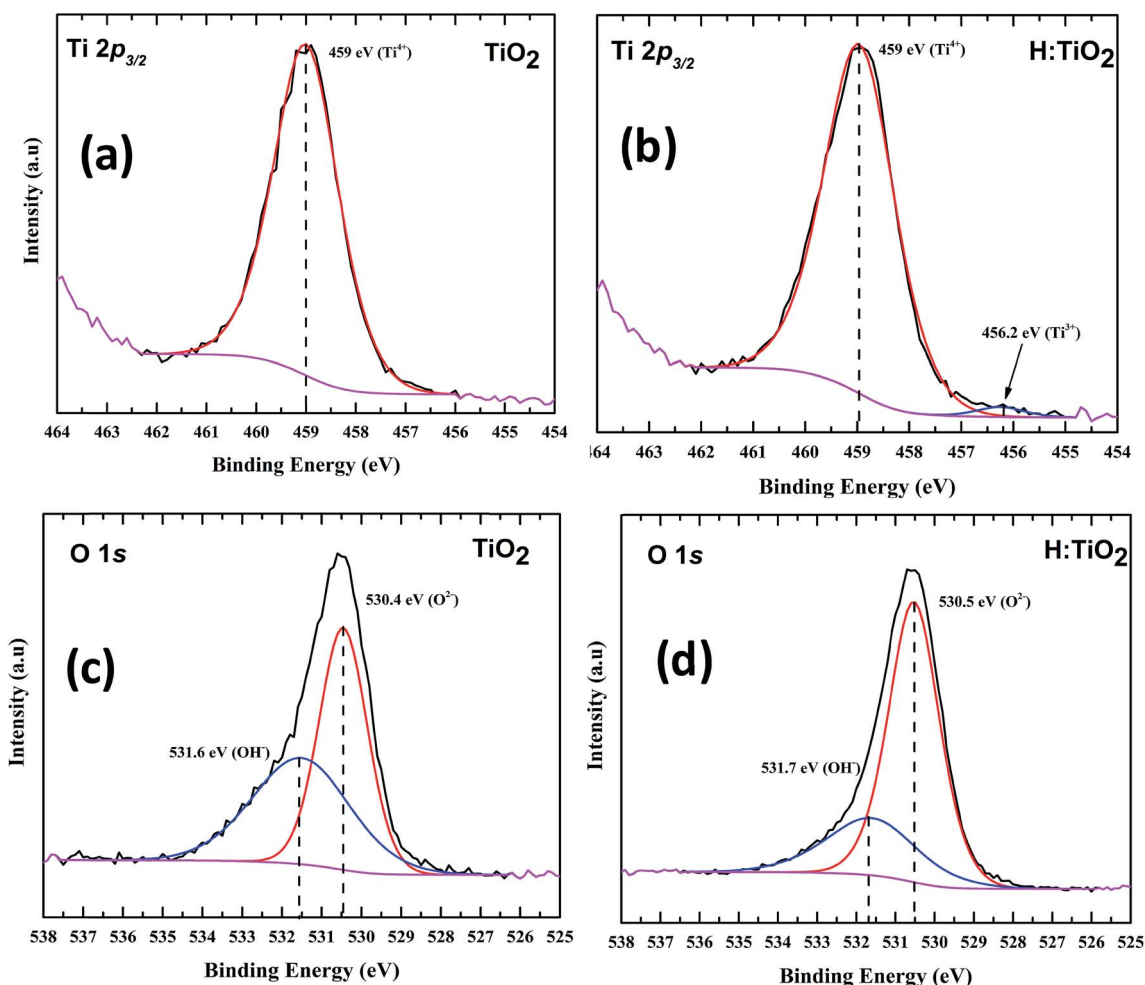 Ti 2p3/2
459 eV (Ti4+)
TiO2
(a)
Intensity (a.u)
464 463 462 461 460 459 458 457 456 455 454
Binding Energy (eV)
Ti 2p3/2
459 eV (Ti4+)
H:TiO2
(b)
456.2 eV (Ti3+)
464 463 462 461 460 459 458 457 456 455 454
Binding Energy (eV)
O 1s
TiO2
530.4 eV (O2-)
(c)
531.6 eV (OH-)
Intensity (a.u)
538 537 536 535 534 533 532 531 530 529 528 527 526 525
Binding Energy (eV)
O 1s
H:TiO2
530.5 eV (O2-)
(d)
531.7 eV (OH-)
Intensity (a.u)
538 537 536 535 534 533 532 531 530 529 528 527 526 525
Binding Energy (eV)